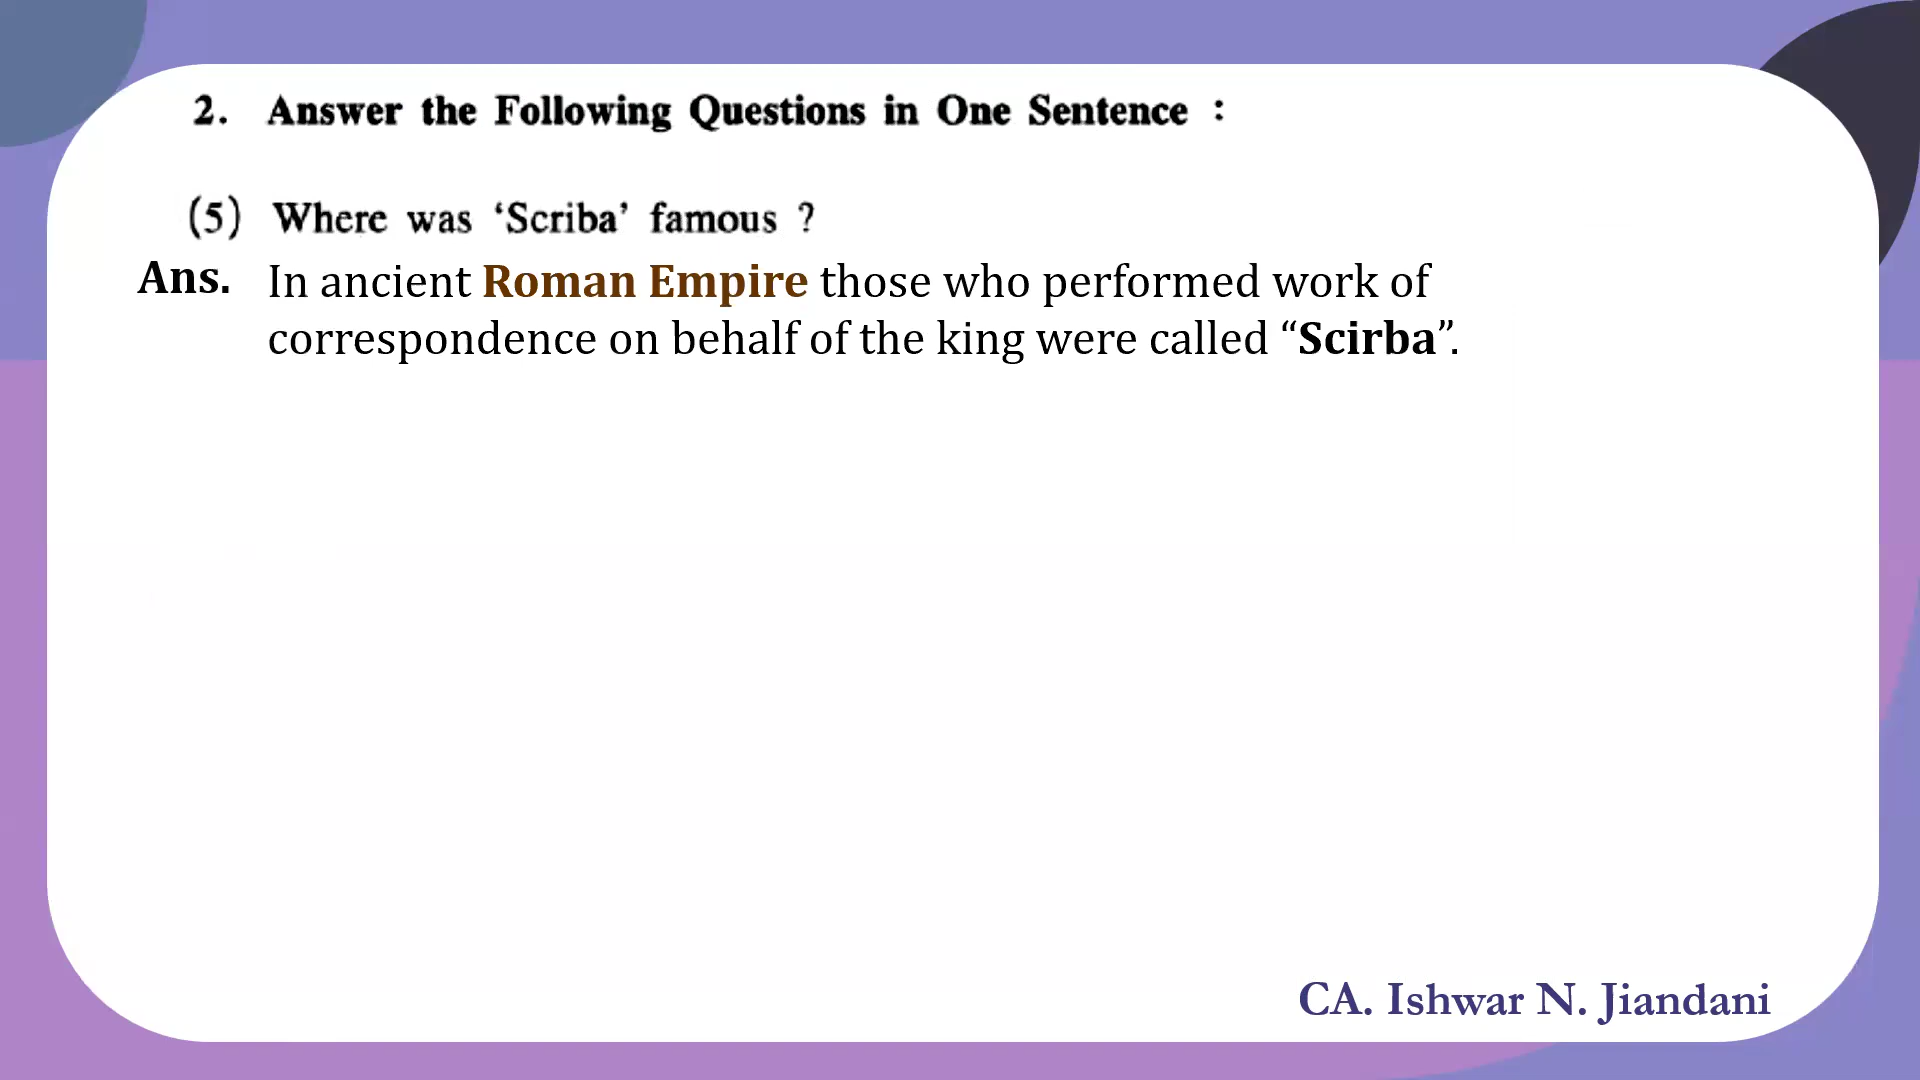 2. Answer the Following Questions in One Sentence :
(5) Where was ‘Scriba’ famous ?
Ans. In ancient Roman Empire those who performed work of
correspondence on behalf of the king were called “Scirba”.
CA. Ishwar N. Jiandani